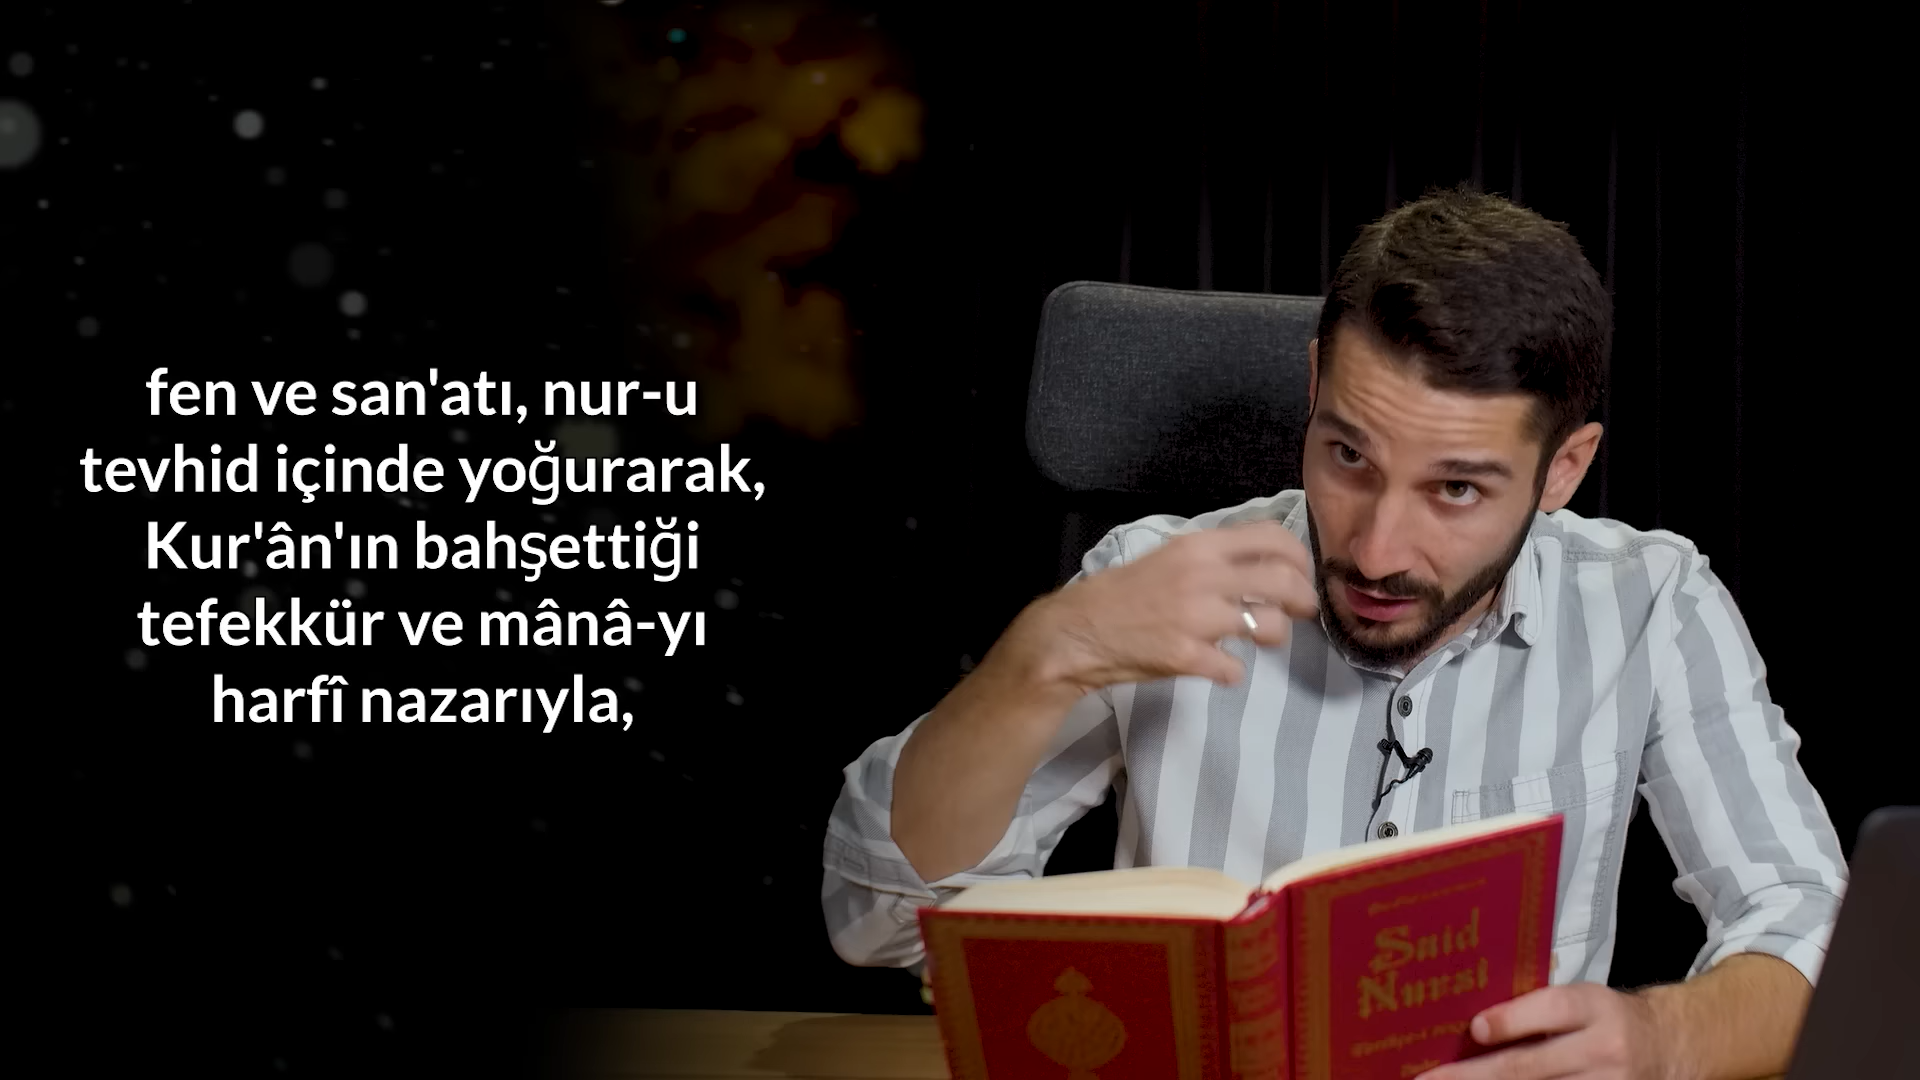 fen ve san'atı, nur-u
tevhid içinde yoğurarak,
Kur'ân'ın bahşettiği
tefekkür ve mânâ-yı
harfî nazarıyla,
Said
Nursi